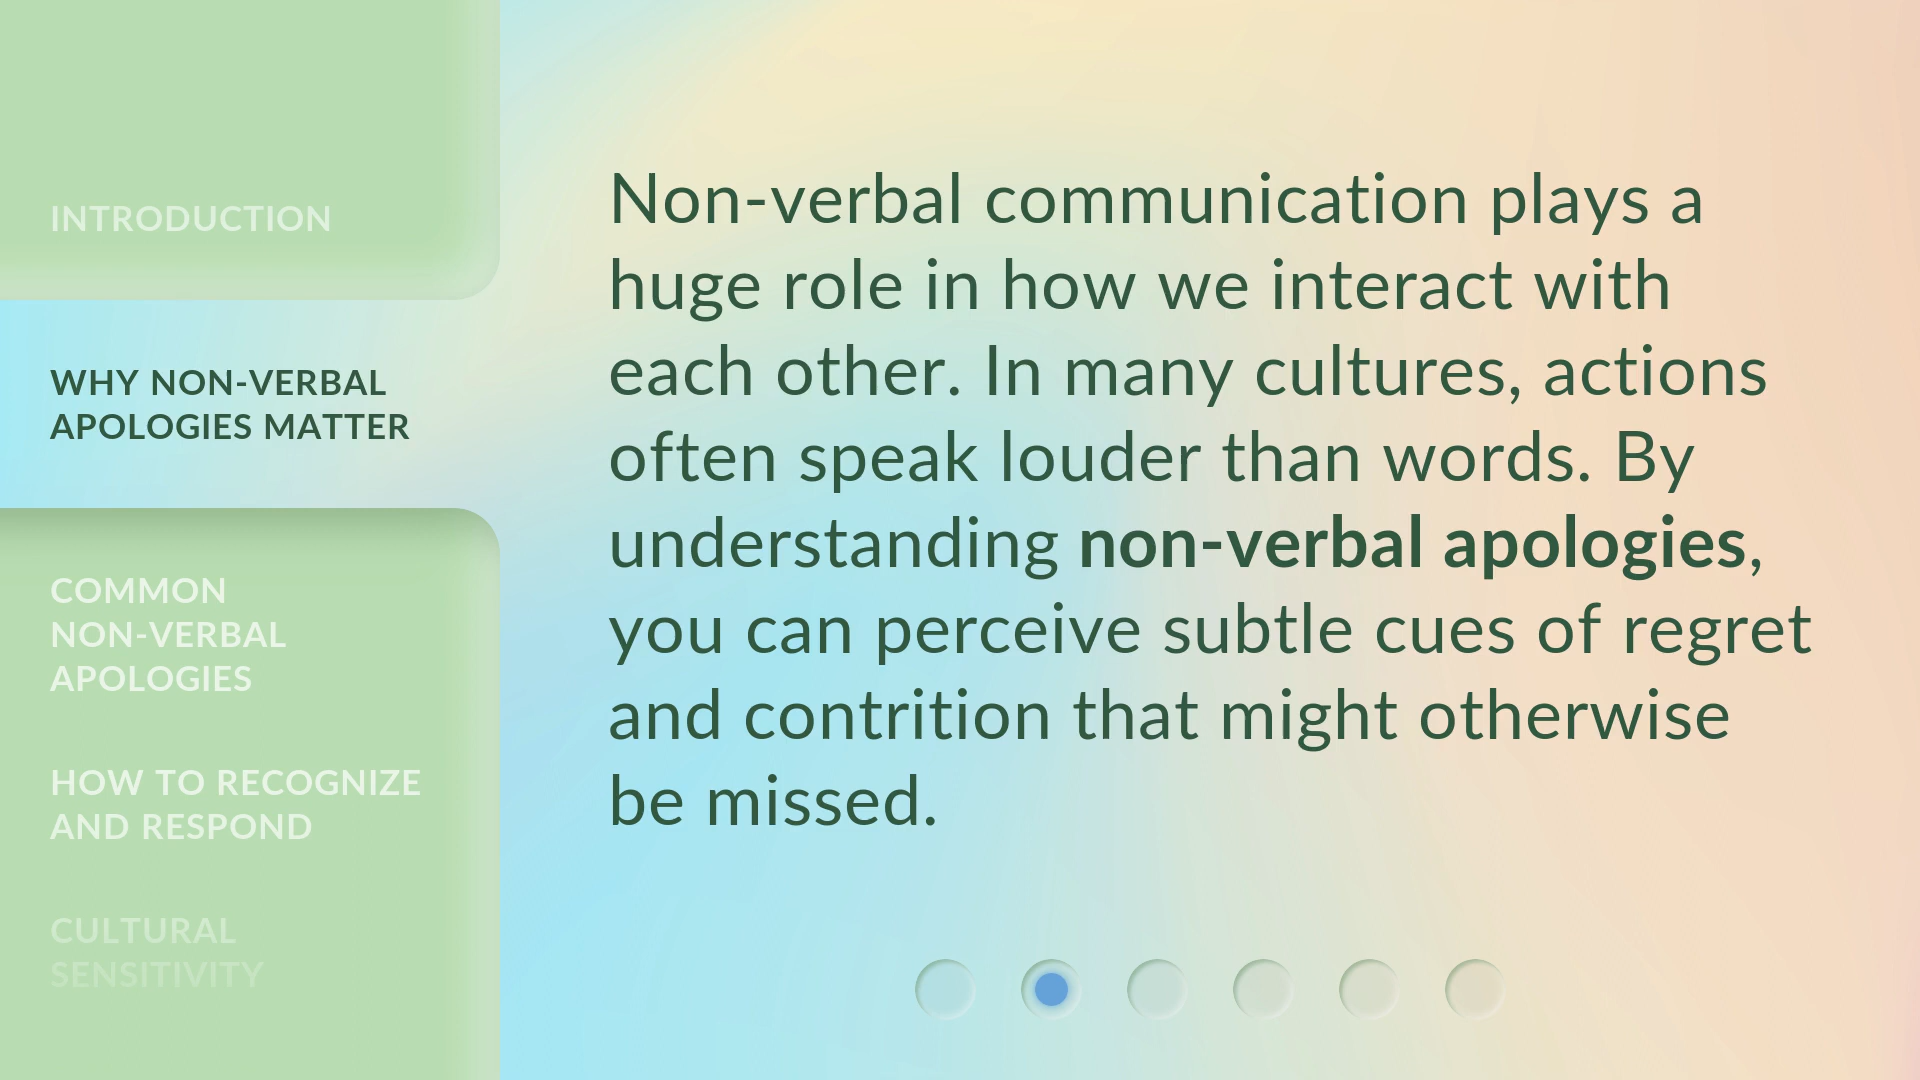 INTRODUCTION
WHY NON-VERBAL
APOLOGIES MATTER
COMMON
NON-VERBAL
APOLOGIES
HOW TO RECOGNIZE
AND RESPOND
CULTURAL
SENSITIVITY
Non-verbal communication plays a
huge role in how we interact with
each other. In many cultures, actions
often speak louder than words. By
understanding non-verbal apologies,
you can perceive subtle cues of regret
and contrition that might otherwise
be missed.